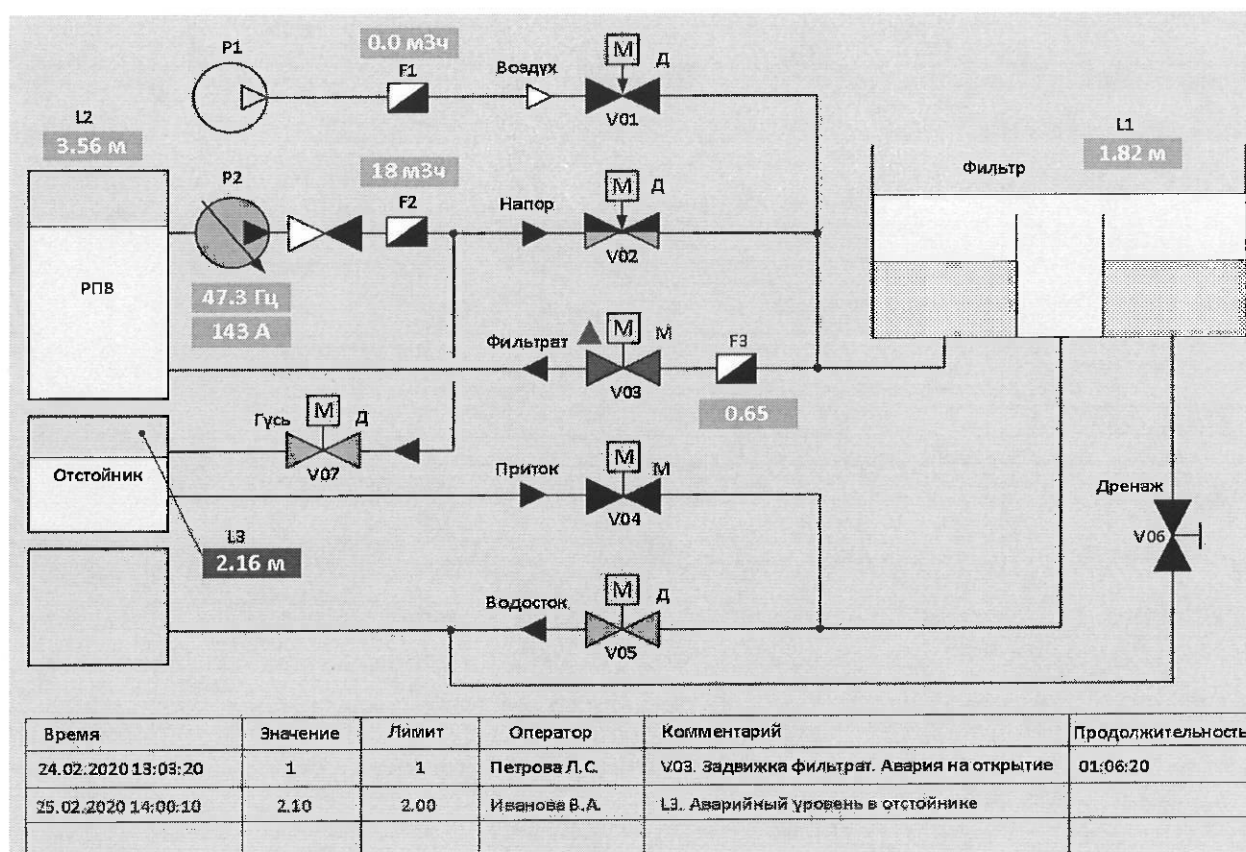 P1
0.0 м3ч
F1
Воздух
M
Д
V01
L2
3.56 м
L1
1.82 м
Фильтр
P2
18 м3ч
F2
Напор
M
Д
V02
РПВ
47.3 Гц
143 А
Фильтрат
M
М
V03
F3
0.65
Гусь
M
Д
V07
Отстойник
Приток
M
М
V04
Дренаж
V06
L3
2.16 м
Водосток
M
Д
V05
Время Значение Лимит Оператор Комментарий Продолжительность
24.02.2020 13:03:20 1 1 Петрова Л.С. V03. Задвижка фильтрат. Авария на открытие 01:06:20
25.02.2020 14:00:10 2.10 2.00 Иванова В.А. L3. Аварийный уровень в отстойнике